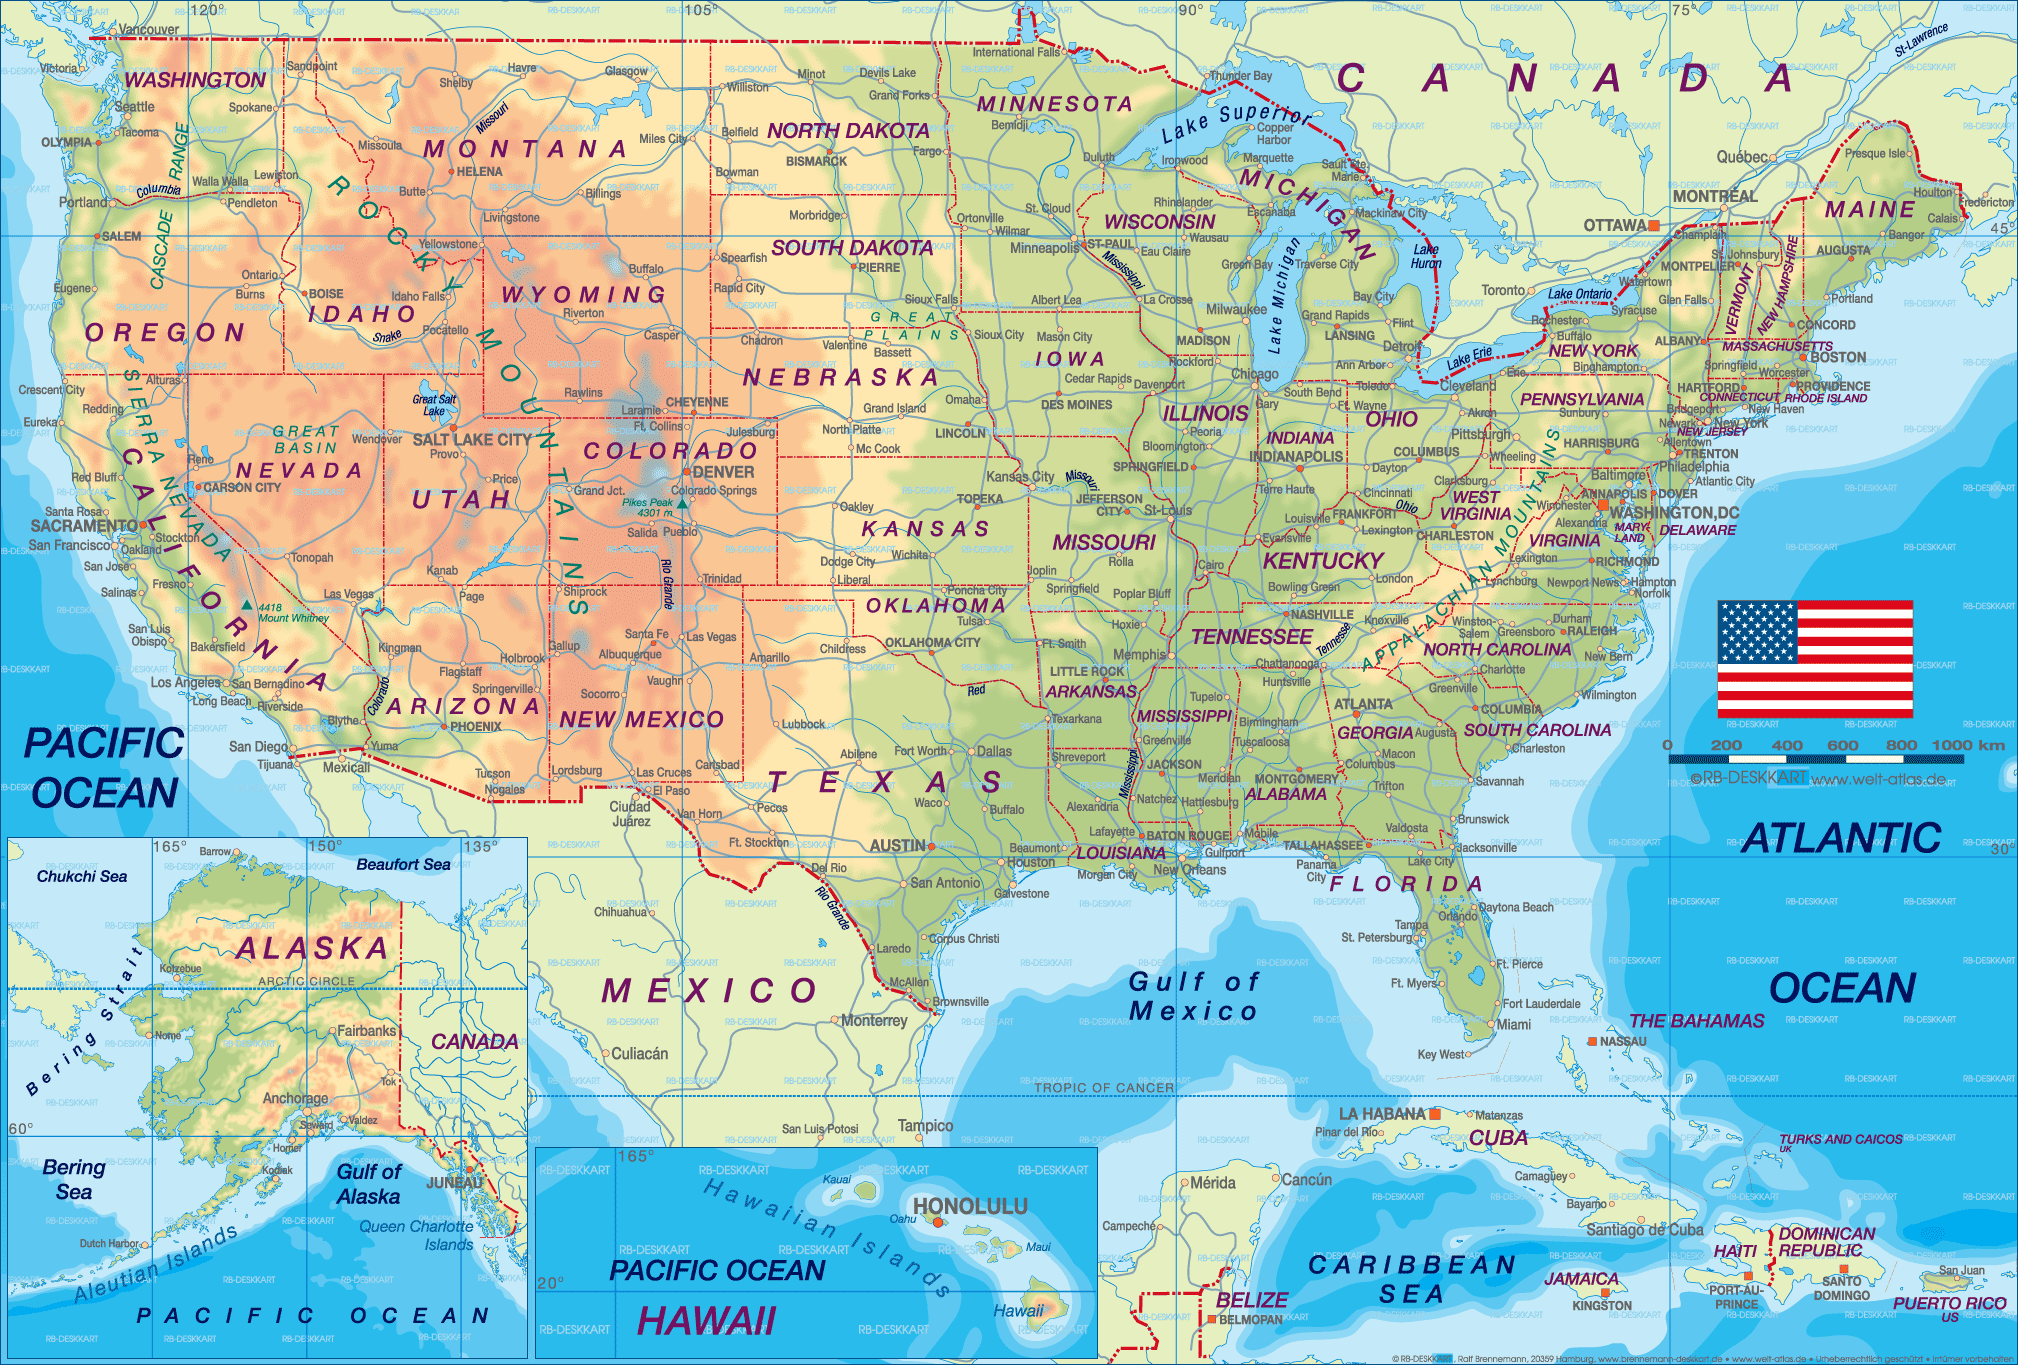 120°
105°
90°
75°
Vancouver
Victoria
WASHINGTON
Seattle
Tacoma
OLYMPIA
Spokane
Sandpoint
CASCADE RANGE
Walla Walla
Lewiston
Columbia
Portland
Pendleton
SALEM
Eugene
Ontario
Burns
OREGON
Shelby
Havre
Glasgow
Missouri
Missoula
MONTANA
HELENA
Miles City
Butte
Billings
Livingstone
Yellowstone
ROCKY MOUNTAINS
BOISE
IDAHO
Idaho Falls
Snake
Pocatello
WYOMING
Buffalo
Riverton
Casper
Rawlins
Laramie
CHEYENNE
Williston
Minot
Devils Lake
Grand Forks
Belfield
NORTH DAKOTA
BISMARCK
Fargo
Bowman
Morbridge
SOUTH DAKOTA
PIERRE
Spearfish
Rapid City
Sioux Falls
GREAT
PLAINS
Sioux City
Chadron
Valentine
Bassett
NEBRASKA
Grand Island
Omaha
North Platte
LINCOLN
Mc Cook
International Falls
MINNESOTA
Bemidji
Duluth
St. Cloud
Ortonville
Wilmar
Minneapolis
ST-PAUL
Mississippi
Albert Lea
Thunder Bay
Lake Superior
Copper
Harbor
Ironwood
Marquette
Sault Ste.
Marie
MICHIGAN
Escanaba
Mackinaw City
Rhinelander
WISCONSIN
Wausau
Eau Claire
Green Bay
La Crosse
Milwaukee
MADISON
Lake Michigan
Traverse City
Lake
Huron
Bay City
Grand Rapids
LANSING
Flint
Detroit
Ann Arbor
Mason City
IOWA
Cedar Rapids
Davenport
DES MOINES
Rockford
Chicago
CANADA
St-Lawrence
Québec
MONTRÉAL
OTTAWA
Toronto
Presque Isle
Houlton
Fredericton
Calais
MAINE
Bangor
AUGUSTA
45°
Champlain
St. Johnsbury
MONTPELIER
Watertown
Glen Falls
VERMONT
NEW HAMPSHIRE
Portland
CONCORD
Lake Ontario
Rochester
Syracuse
Buffalo
ALBANY
MASSACHUSETTS
BOSTON
Lake Erie
Erie
NEW YORK
Binghampton
Springfield
Worcester
HARTFORD
PROVIDENCE
CONNECTICUT
RHODE ISLAND
Bridgeport
New Haven
Newark
New York
NEW JERSEY
Cleveland
Toledo
PENNSYLVANIA
Sunbury
Akron
Pittsburgh
HARRISBURG
Allentown
TRENTON
Philadelphia
Wheeling
Baltimore
Atlantic City
Crescent City
Alturas
Redding
Eureka
SIERRA NEVADA
Great Salt
Lake
GREAT
BASIN
Wendover
SALT LAKE CITY
Provo
Reno
NEVADA
CARSON CITY
Red Bluff
CALIFORNIA
UTAH
Price
Santa Rosa
SACRAMENTO
Stockton
San Francisco
Oakland
San Jose
Tonopah
Fresno
Salinas
Kanab
Page
Las Vegas
4418
Mount Whitney
San Luis
Obispo
Bakersfield
Kingman
Los Angeles
San Bernadino
Long Beach
Riverside
Colorado
Blythe
San Diego
Yuma
Tijuana
Mexicali
Ft. Collins
Julesburg
COLORADO
DENVER
Grand Jct.
Colorado Springs
Pikes Peak
4301 m
Salida
Pueblo
Rio Grande
Trinidad
Shiprock
Gallup
Santa Fe
Las Vegas
Albuquerque
Holbrook
Flagstaff
Springerville
Vaughn
Socorro
ARIZONA
PHOENIX
NEW MEXICO
Tucson
Nogales
Lordsburg
Las Cruces
El Paso
Carlsbad
Ciudad
Juárez
Oakley
TOPEKA
Kansas City
KANSAS
Wichita
Dodge City
Liberal
Poncha City
OKLAHOMA
Tulsa
OKLAHOMA CITY
Childress
Amarillo
Red
Lubbock
Abilene
Fort Worth
Dallas
TEXAS
Waco
Buffalo
Pecos
Van Horn
Ft. Stockton
AUSTIN
Beaumont
Houston
Del Rio
San Antonio
Galvestone
Rio Grande
Laredo
Corpus Christi
McAllen
Brownsville
ILLINOIS
Peoria
Bloomington
SPRINGFIELD
Gary
South Bend
Ft. Wayne
INDIANA
INDIANAPOLIS
OHIO
COLUMBUS
Dayton
Terre Haute
Cincinnati
Missouri
JEFFERSON
CITY
St-Louis
MISSOURI
Rolla
Joplin
Springfield
Poplar Bluff
Cairo
Evansville
Louisville
FRANKFORT
Lexington
Ohio
KENTUCKY
London
Bowling Green
Clarksburg
WEST
VIRGINIA
CHARLESTON
Winchester
ANNAPOLIS
DOVER
WASHINGTON,DC
Alexandria
MARY-
LAND
DELAWARE
VIRGINIA
Lexington
RICHMOND
Lynchburg
Newport News
Hampton
Norfolk
APPALACHIAN MOUNTAINS
Hoxie
Ft. Smith
LITTLE ROCK
ARKANSAS
Texarkana
Memphis
NASHVILLE
TENNESSEE
Tennesse
Knoxville
Chattanooga
Huntsville
Winston-
Salem
Greensboro
Durham
RALEIGH
NORTH CAROLINA
New Bern
Charlotte
Greenville
Wilmington
COLUMBIA
SOUTH CAROLINA
Charleston
Tupelo
MISSISSIPPI
Birmingham
Tuscaloosa
ATLANTA
GEORGIA
Augusta
Macon
Columbus
Greenville
Shreveport
Mississippi
JACKSON
Meridian
MONTGOMERY
ALABAMA
Savannah
Trifton
Alexandria
Natchez
Hattiesburg
Brunswick
Valdosta
Lafayette
BATON ROUGE
Mobile
TALLAHASSEE
Jacksonville
LOUISIANA
Gulfport
Lake City
Morgan City
New Orleans
Panama
City
FLORIDA
Daytona Beach
Orlando
Tampa
St. Petersburg
Ft. Pierce
Ft. Myers
Fort Lauderdale
Miami
Key West
0 200 400 600 800 1000 km
©RB-DESKKART www.welt-atlas.de
PACIFIC
OCEAN
ATLANTIC
30°
OCEAN
Gulf of
Mexico
MEXICO
Chihuahua
Monterrey
Culiacán
San Luis Potosi
Tampico
TROPIC OF CANCER
THE BAHAMAS
NASSAU
LA HABANA
Matanzas
Pinar del Rio
CUBA
Camagüey
Bayamo
Santiago de Cuba
TURKS AND CAICOS
UK
Mérida
Cancún
Campeche
CARIBBEAN
SEA
BELIZE
BELMOPAN
JAMAICA
KINGSTON
HAITI
PORT-AU-
PRINCE
DOMINICAN
REPUBLIC
SANTO
DOMINGO
San Juan
PUERTO RICO
US
165°
150°
135°
Barrow
Beaufort Sea
Chukchi Sea
ALASKA
Kotzebue
ARCTIC CIRCLE
Bering Strait
Nome
Fairbanks
CANADA
Tok
Anchorage
Seward
Valdez
Homer
Kodiak
60°
Bering
Sea
Gulf of
Alaska
JUNEAU
Queen Charlotte
Islands
Dutch Harbor
Aleutian Islands
PACIFIC OCEAN
165°
Kauai
Hawaiian Islands
HONOLULU
Oahu
Maui
20°
PACIFIC OCEAN
HAWAII
Hawaii
© RB-DESKKART, Ralf Brennemann, 20359 Hamburg, www.brennemann-deskkart.de • www.welt-atlas.de • Urheberrechtlich geschützt • Irrtümer vorbehalten